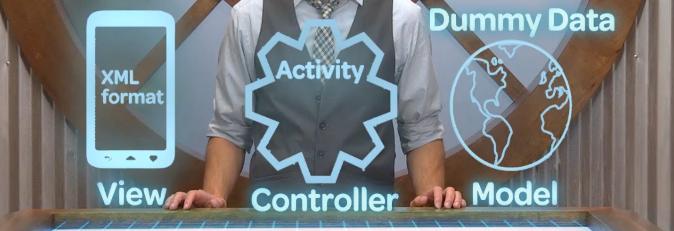 Dummy Data
XML
format
Activity
View
Controller
Model